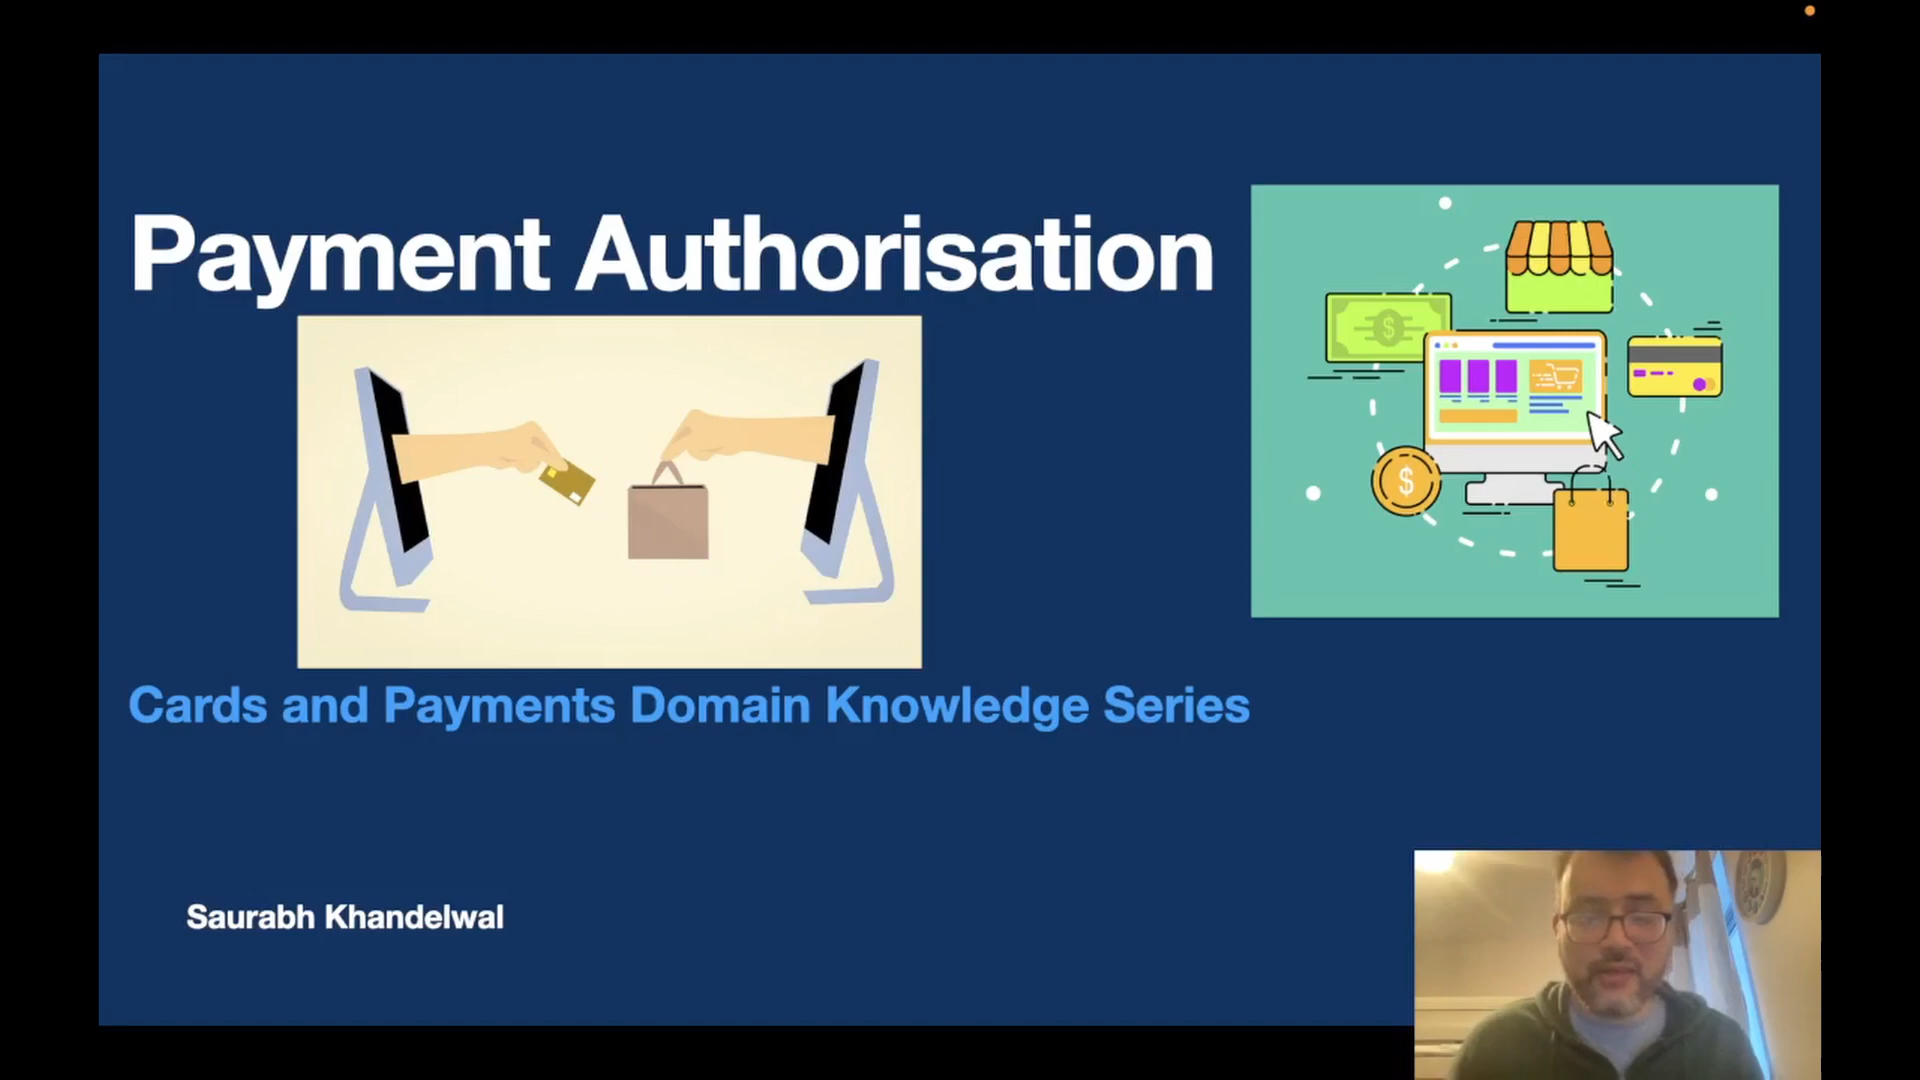 Payment Authorisation
$
$
Cards and Payments Domain Knowledge Series
Saurabh Khandelwal